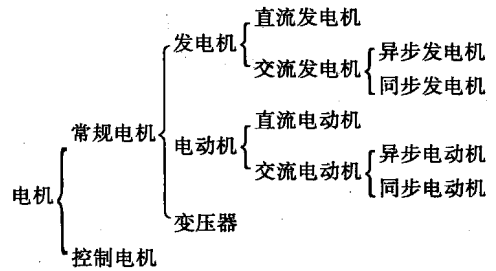 直流发电机
发电机
异步发电机
交流发电机
同步发电机
常规电机
直流电动机
电动机
异步电动机
交流电动机
同步电动机
电机
变压器
控制电机